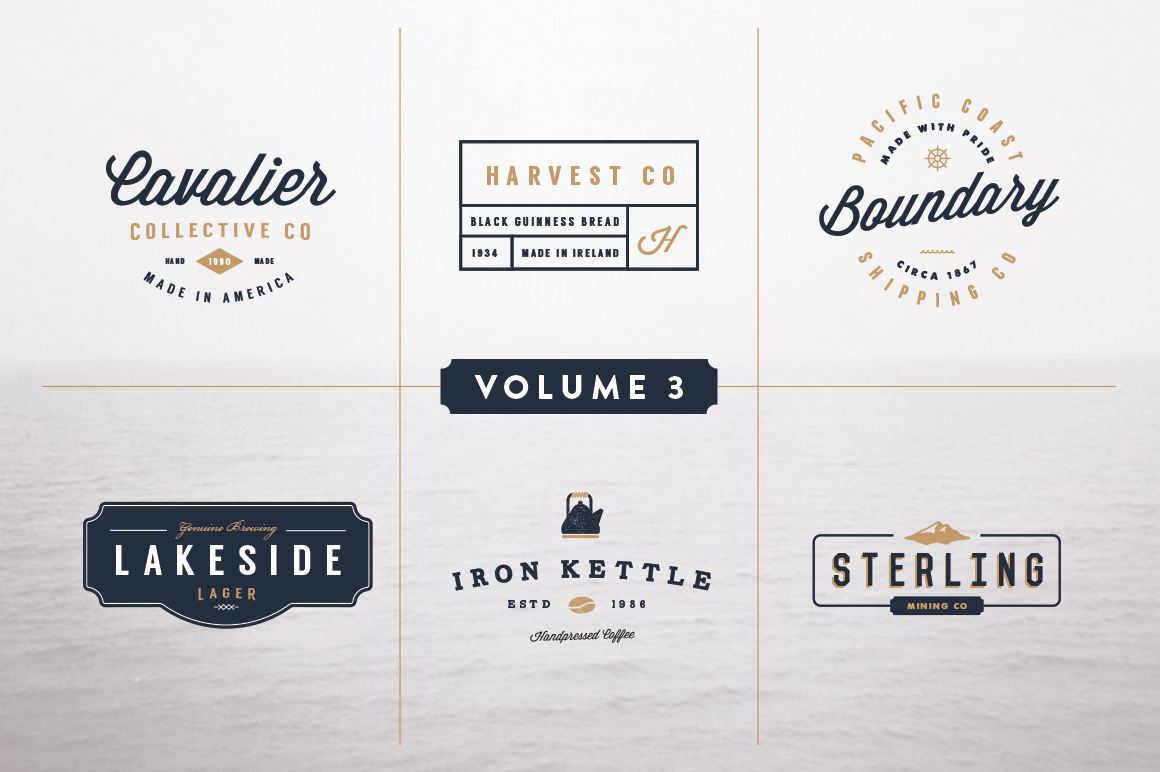 Cavalier
COLLECTIVE CO
HAND 1990 MADE
MADE IN AMERICA
HARVEST CO
BLACK GUINNESS BREAD
1934 MADE IN IRELAND
H
PACIFIC COAST
MADE WITH PRIDE
Boundary
CIRCA 1867
SHIPPING CO
VOLUME 3
Genuine Brewing
LAKESIDE
LAGER
IRON KETTLE
ESTD 1986
Handpressed Coffee
STERLING
MINING CO